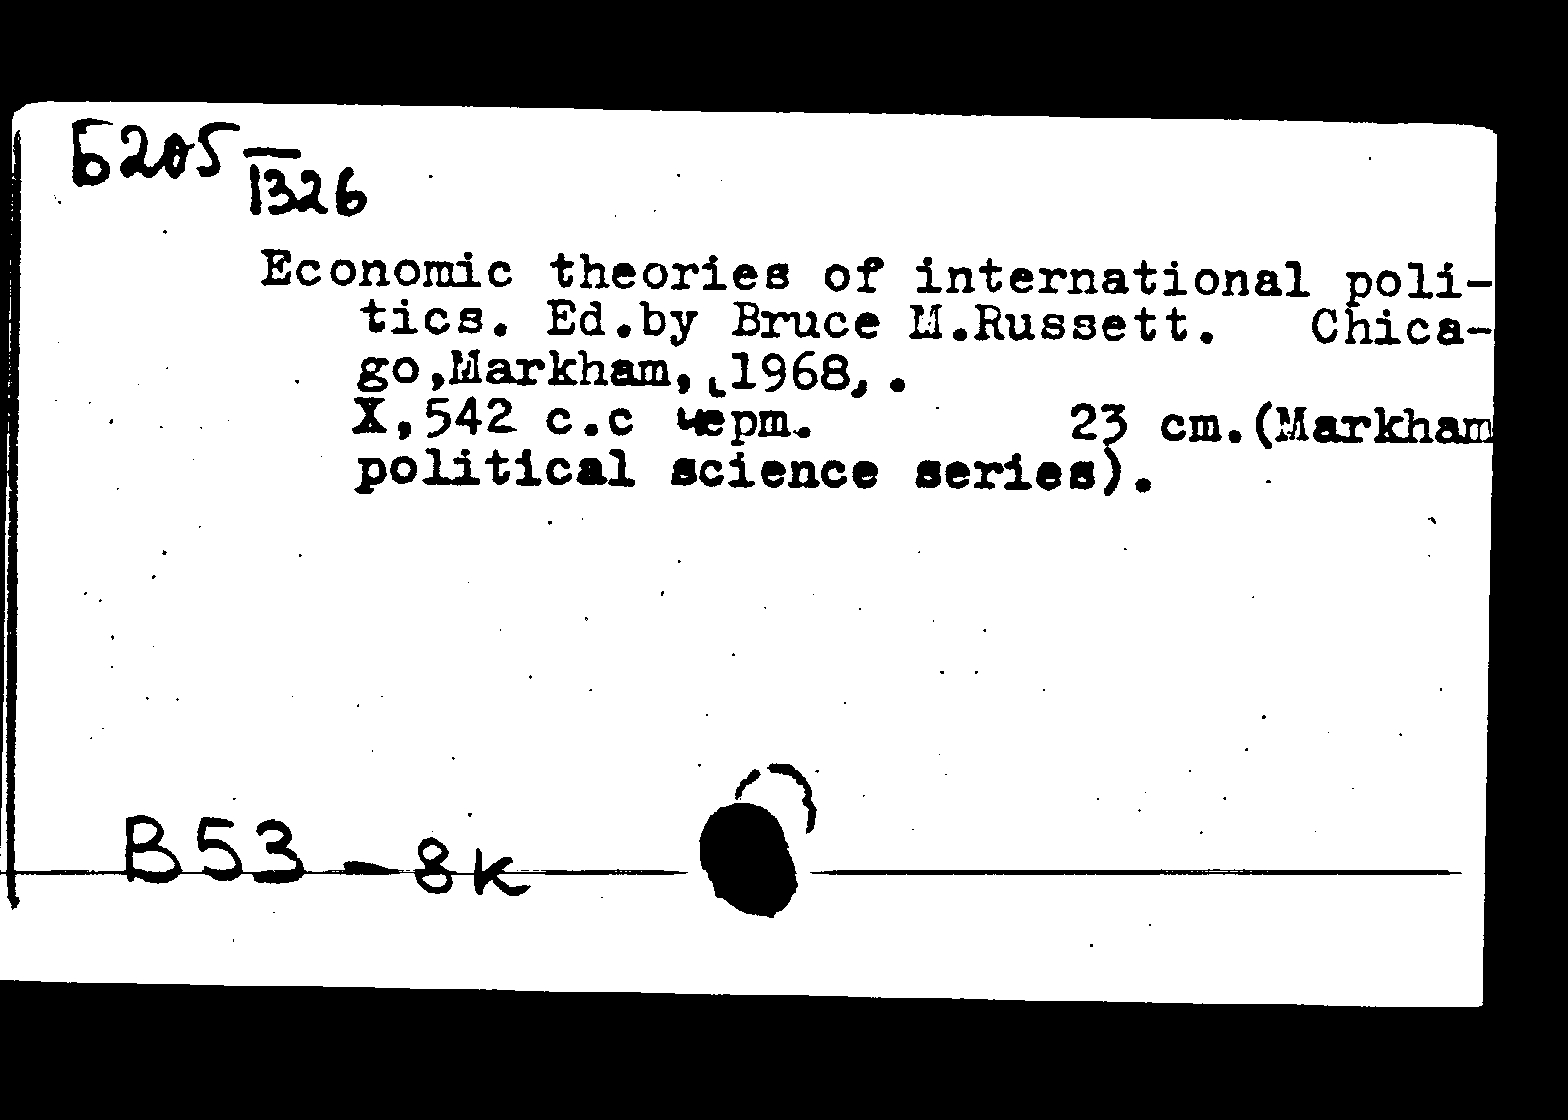 Б205
1326
Economic theories of international poli-
tics. Ed.by Bruce M.Russett. Chica-
go,Markham, [1968].
X,542 с.с черт. 23 cm.(Markham
political science series).
B53-8к